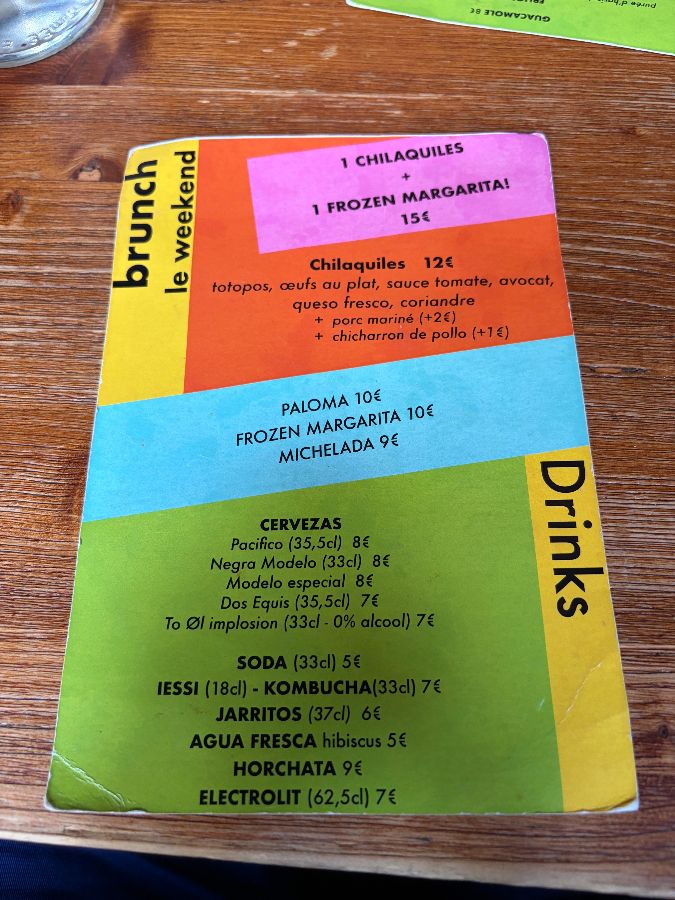 brunch
le weekend
1 CHILAQUILES
+
1 FROZEN MARGARITA!
15€
Chilaquiles 12€
totopos, œufs au plat, sauce tomate, avocat,
queso fresco, coriandre
+ porc mariné (+2€)
+ chicharron de pollo (+1€)
PALOMA 10€
FROZEN MARGARITA 10€
MICHELADA 9€
Drinks
CERVEZAS
Pacifico (35,5cl) 8€
Negra Modelo (33cl) 8€
Modelo especial 8€
Dos Equis (35,5cl) 7€
To Øl implosion (33cl - 0% alcool) 7€
SODA (33cl) 5€
IESSI (18cl) - KOMBUCHA(33cl) 7€
JARRITOS (37cl) 6€
AGUA FRESCA hibiscus 5€
HORCHATA 9€
ELECTROLIT (62,5cl) 7€
GUACAMOLE 8€